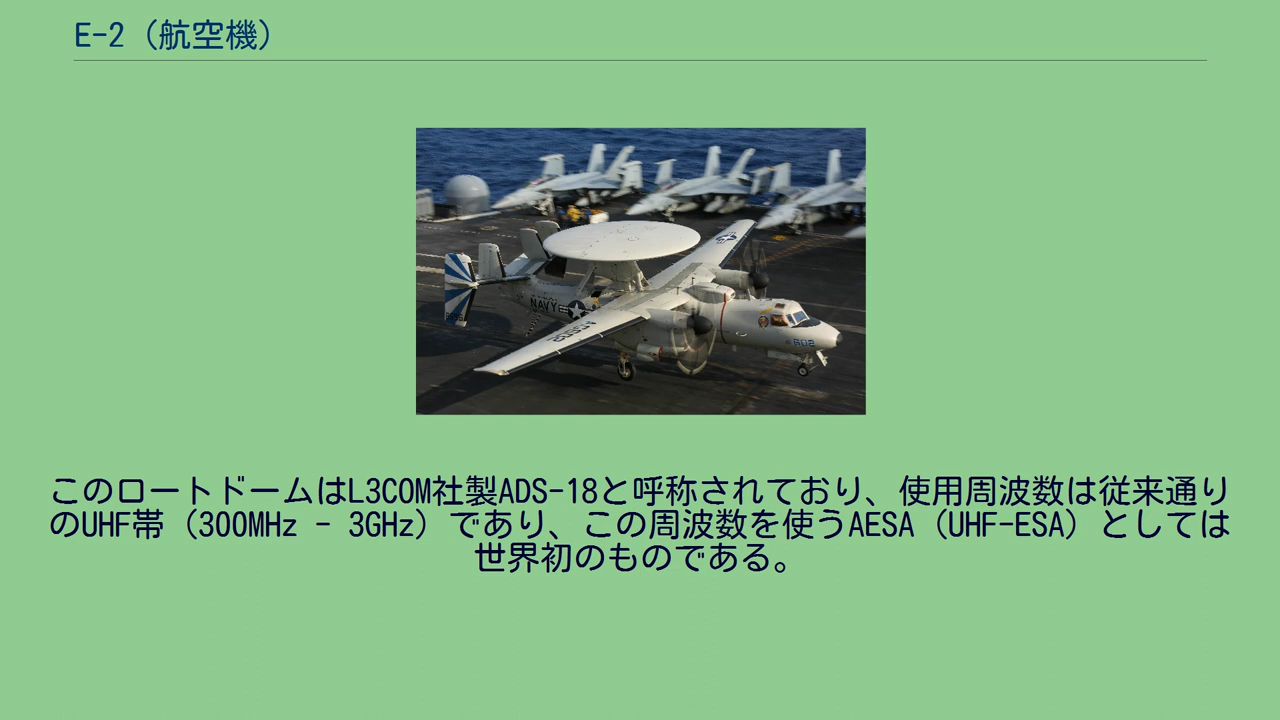 E-2（航空機）
NAVY
602
このロートドームはL3COM社製ADS-18と呼称されており、使用周波数は従来通り
のUHF帯（300MHz - 3GHz）であり、この周波数を使うAESA（UHF-ESA）としては
世界初のものである。